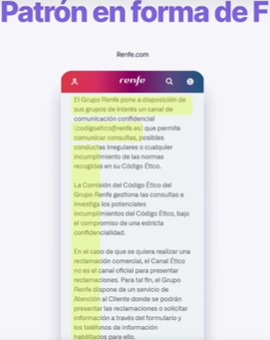 Patrón en forma de F
Renfe.com
renfe
El Grupo Renfe pone a disposición de
sus grupos de interés un canal de
comunicación confidencial
(codigoetico@renfe.es) que permite
comunicar consultas, posibles
conductas irregulares o cualquier
incumplimiento de las normas
recogidas en su Código Ético.
La Comisión del Código Ético del
Grupo Renfe gestiona las consultas e
investiga los potenciales
incumplimientos del Código Ético, bajo
el compromiso de una estricta
confidencialidad.
En el caso de que se quiera realizar una
reclamación comercial, el Canal Ético
no es el canal oficial para presentar
reclamaciones. Para tal fin, el Grupo
Renfe dispone de un servicio de
Atención al Cliente donde se podrán
presentar las reclamaciones o solicitar
información a través del formulario y
los teléfonos de información
habilitados para ello.